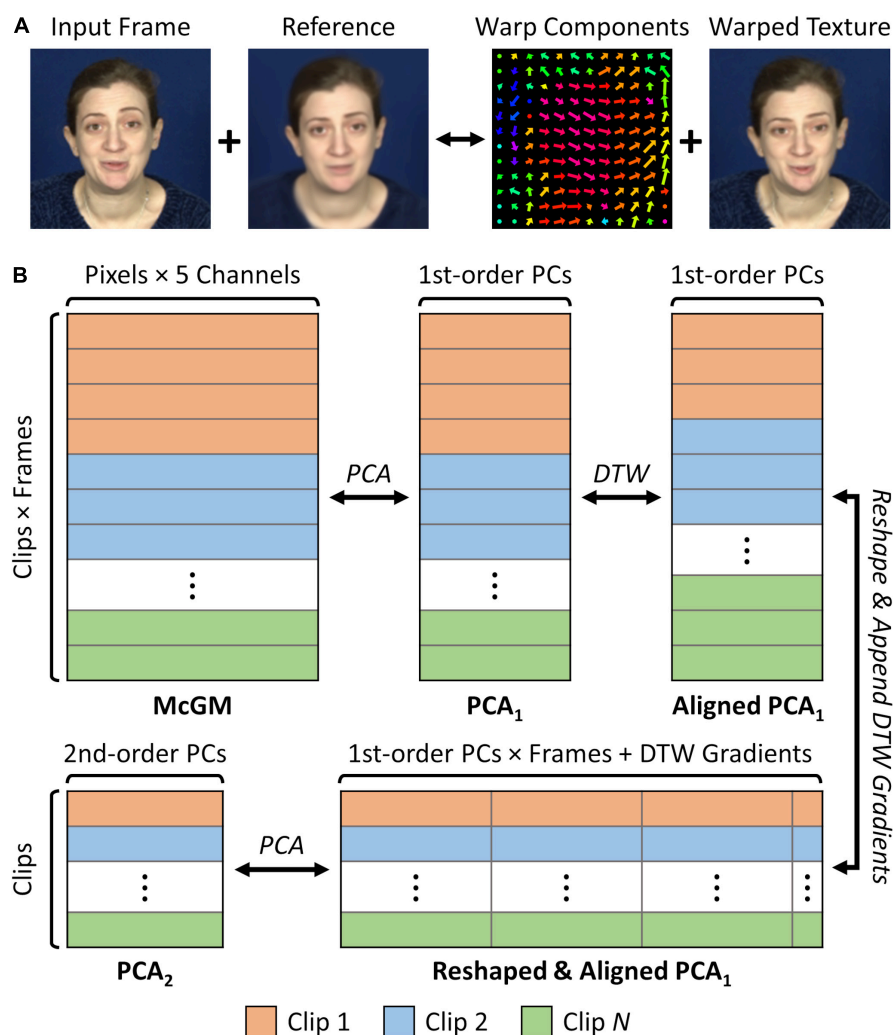 A
Input Frame
Reference
Warp Components
Warped Texture
+
+
B
Pixels × 5 Channels
1st-order PCs
1st-order PCs
Clips × Frames
PCA
DTW
Reshape & Append DTW Gradients
McGM
PCA₁
Aligned PCA₁
2nd-order PCs
1st-order PCs × Frames + DTW Gradients
Clips
PCA
PCA₂
Reshaped & Aligned PCA₁
Clip 1
Clip 2
Clip N